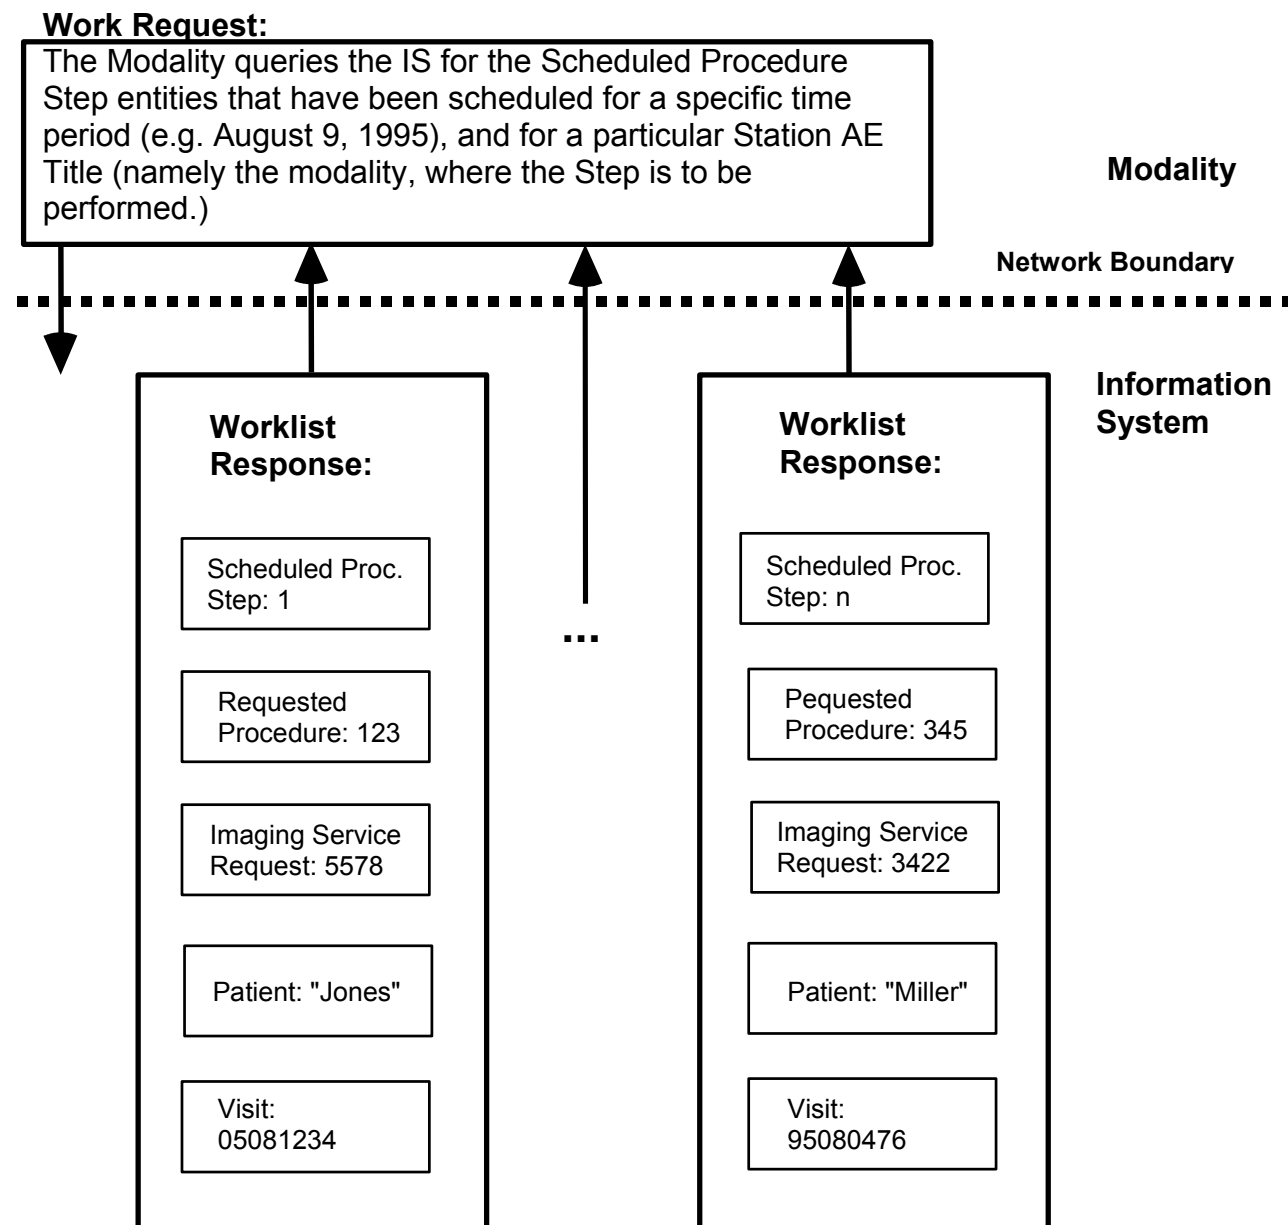 Work Request:
The Modality queries the IS for the Scheduled Procedure
Step entities that have been scheduled for a specific time
period (e.g. August 9, 1995), and for a particular Station AE
Title (namely the modality, where the Step is to be
performed.)
Modality
Network Boundary
Information
System
Worklist
Response:
Scheduled Proc.
Step: 1
Requested
Procedure: 123
Imaging Service
Request: 5578
Patient: "Jones"
Visit:
05081234
...
Worklist
Response:
Scheduled Proc.
Step: n
Pequested
Procedure: 345
Imaging Service
Request: 3422
Patient: "Miller"
Visit:
95080476